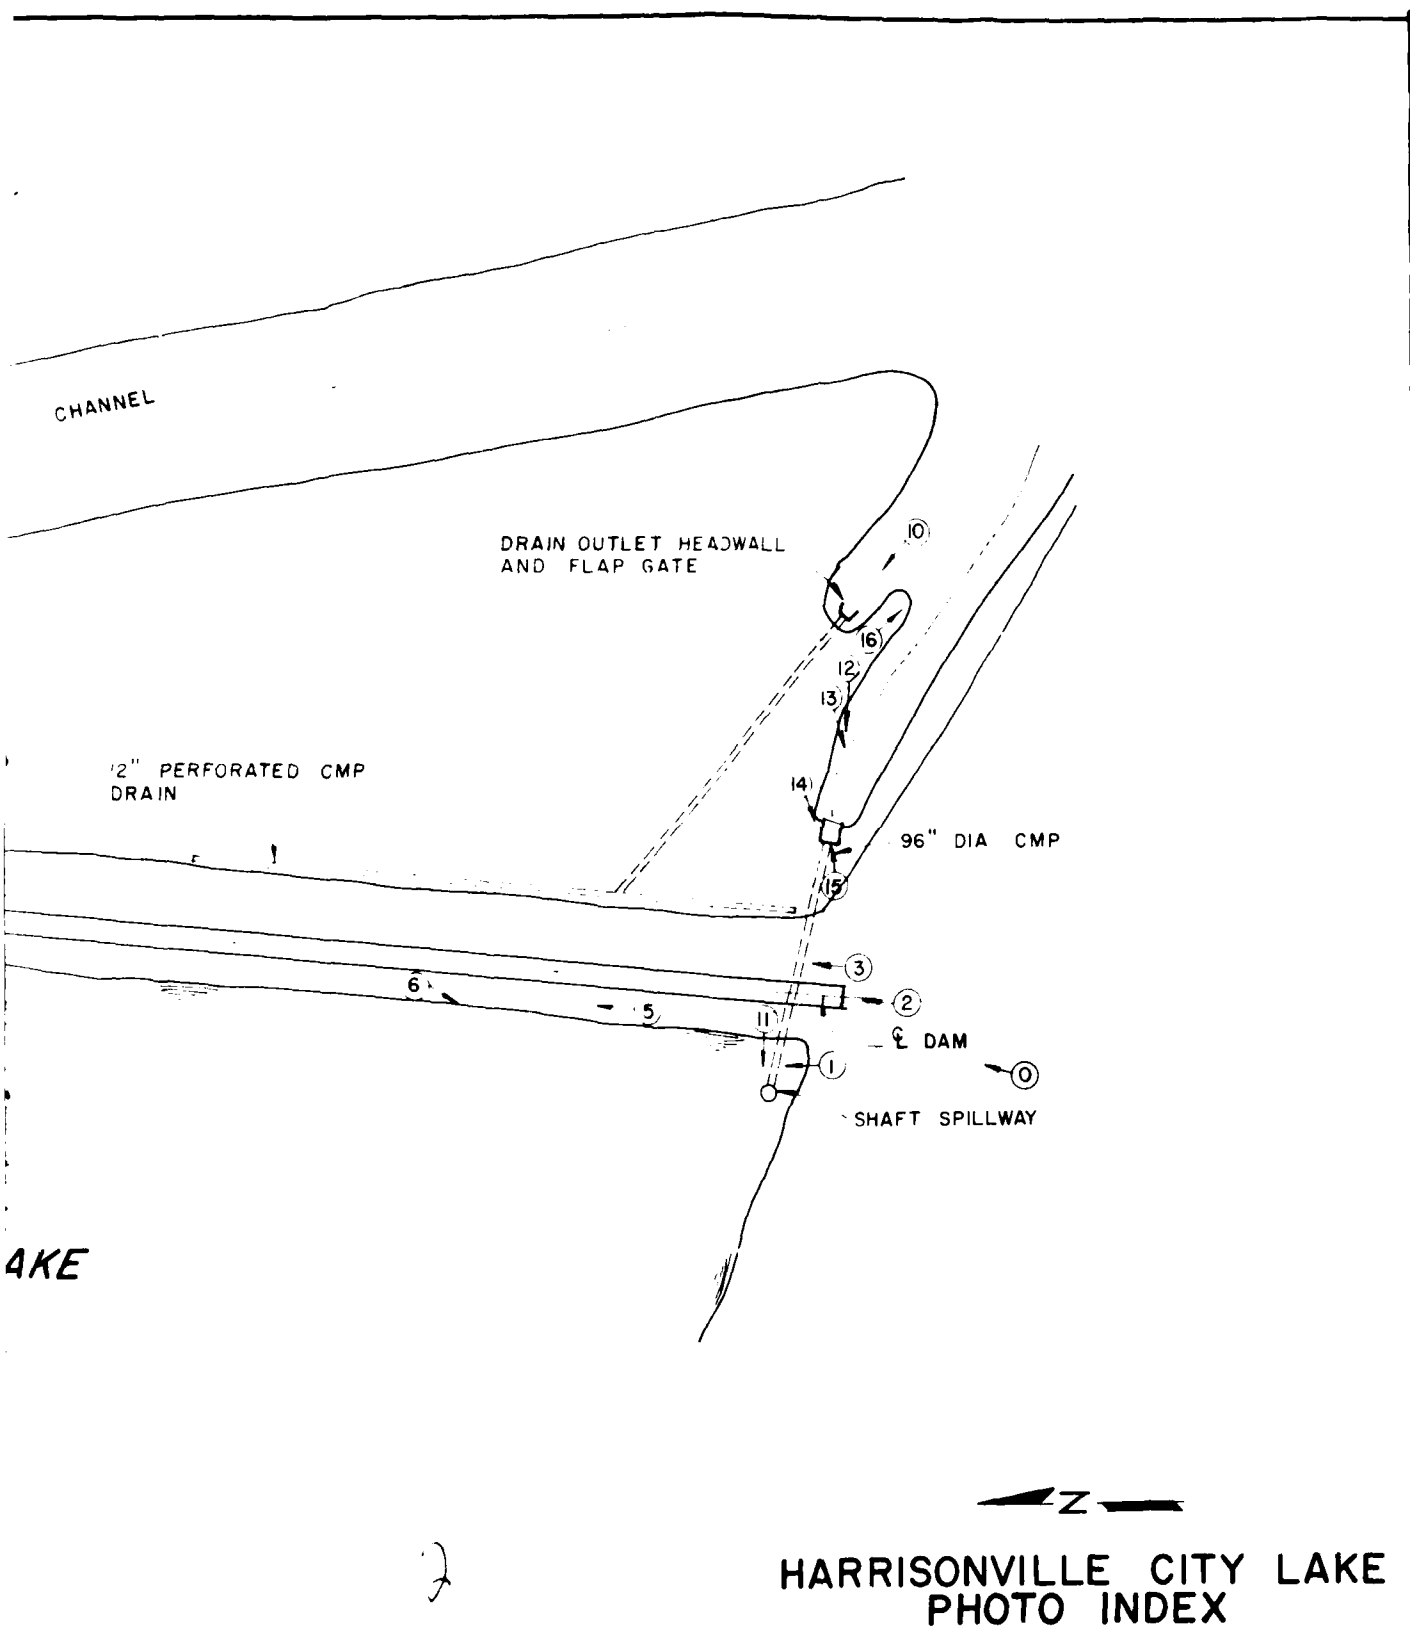 CHANNEL
DRAIN OUTLET HEADWALL
AND FLAP GATE
10
16
12
13
2" PERFORATED CMP
DRAIN
14
96" DIA CMP
15
3
6
5
2
11
℄ DAM
1
0
SHAFT SPILLWAY
AKE
N
2
HARRISONVILLE CITY LAKE
PHOTO INDEX